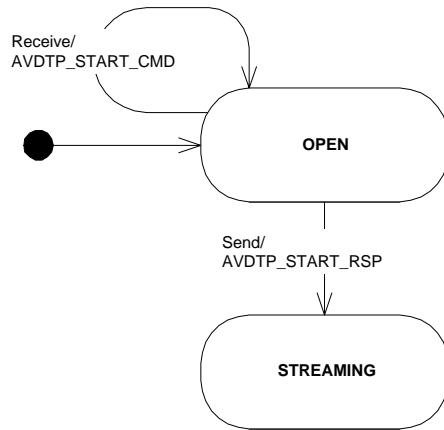 Receive/
AVDTP_START_CMD
OPEN
Send/
AVDTP_START_RSP
STREAMING